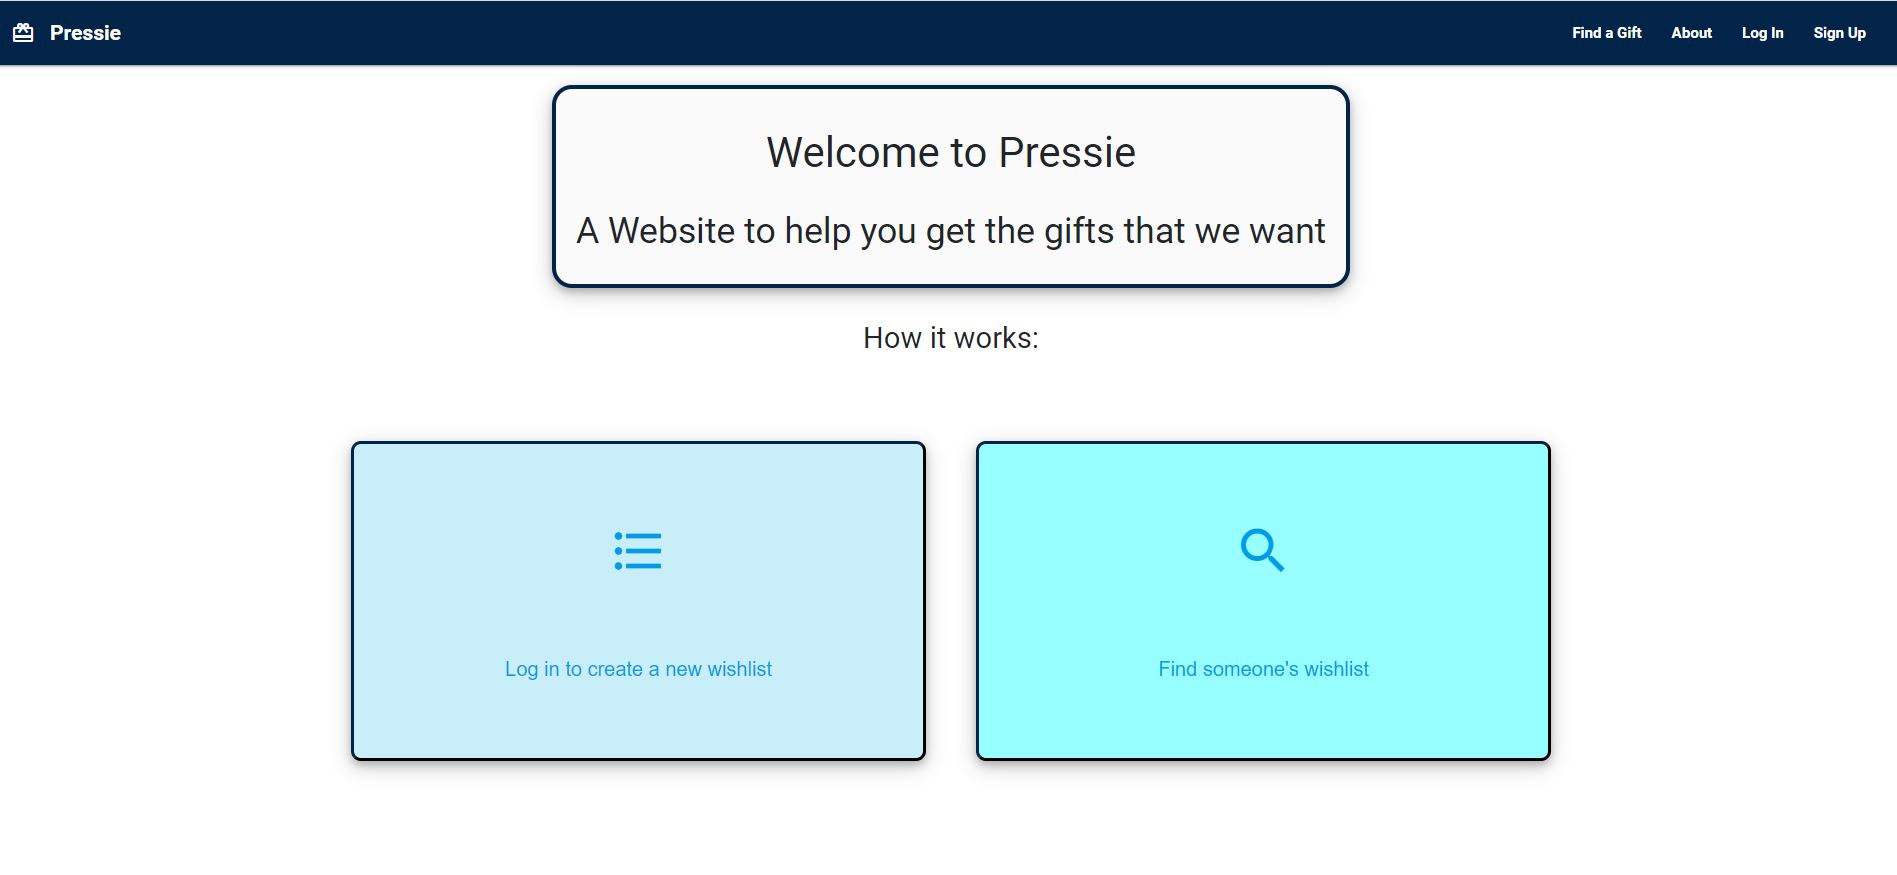 Pressie
Find a Gift
About
Log In
Sign Up
Welcome to Pressie
A Website to help you get the gifts that we want
How it works:
Log in to create a new wishlist
Find someone's wishlist